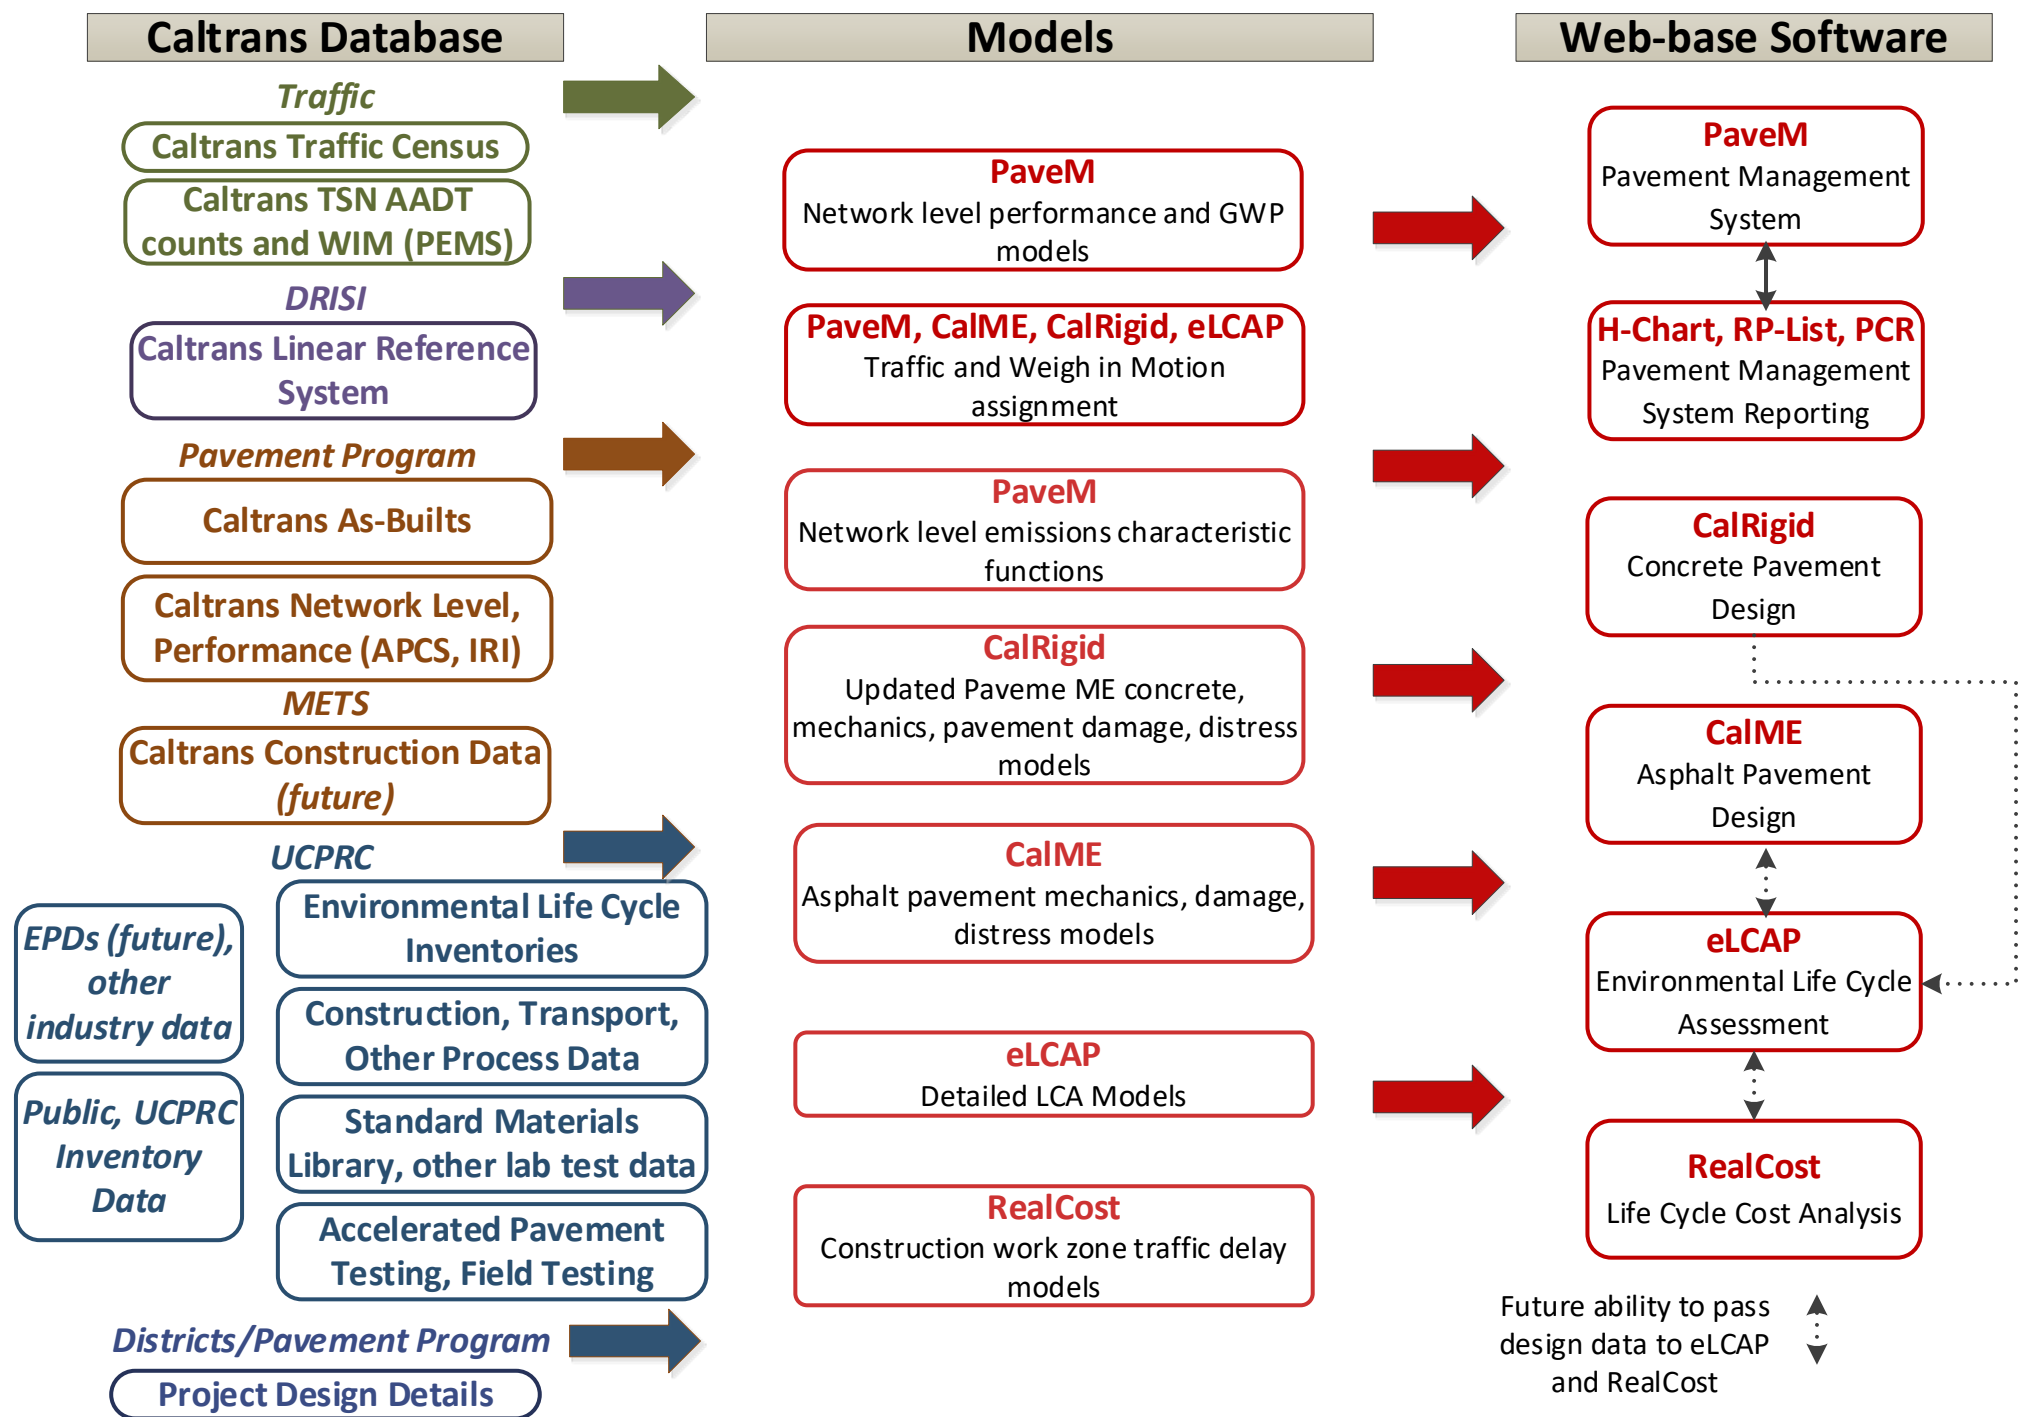 Caltrans Database
Traffic
Caltrans Traffic Census
Caltrans TSN AADT
counts and WIM (PEMS)
DRISI
Caltrans Linear Reference
System
Pavement Program
Caltrans As-Builts
Caltrans Network Level,
Performance (APCS, IRI)
METS
Caltrans Construction Data
(future)
UCPRC
EPDs (future),
other
industry data
Public, UCPRC
Inventory
Data
Environmental Life Cycle
Inventories
Construction, Transport,
Other Process Data
Standard Materials
Library, other lab test data
Accelerated Pavement
Testing, Field Testing
Districts/Pavement Program
Project Design Details
Models
PaveM
Network level performance and GWP
models
PaveM, CalME, CalRigid, eLCAP
Traffic and Weigh in Motion
assignment
PaveM
Network level emissions characteristic
functions
CalRigid
Updated Paveme ME concrete,
mechanics, pavement damage, distress
models
CalME
Asphalt pavement mechanics, damage,
distress models
eLCAP
Detailed LCA Models
RealCost
Construction work zone traffic delay
models
Web-base Software
PaveM
Pavement Management
System
H-Chart, RP-List, PCR
Pavement Management
System Reporting
CalRigid
Concrete Pavement
Design
CalME
Asphalt Pavement
Design
eLCAP
Environmental Life Cycle
Assessment
RealCost
Life Cycle Cost Analysis
Future ability to pass
design data to eLCAP
and RealCost